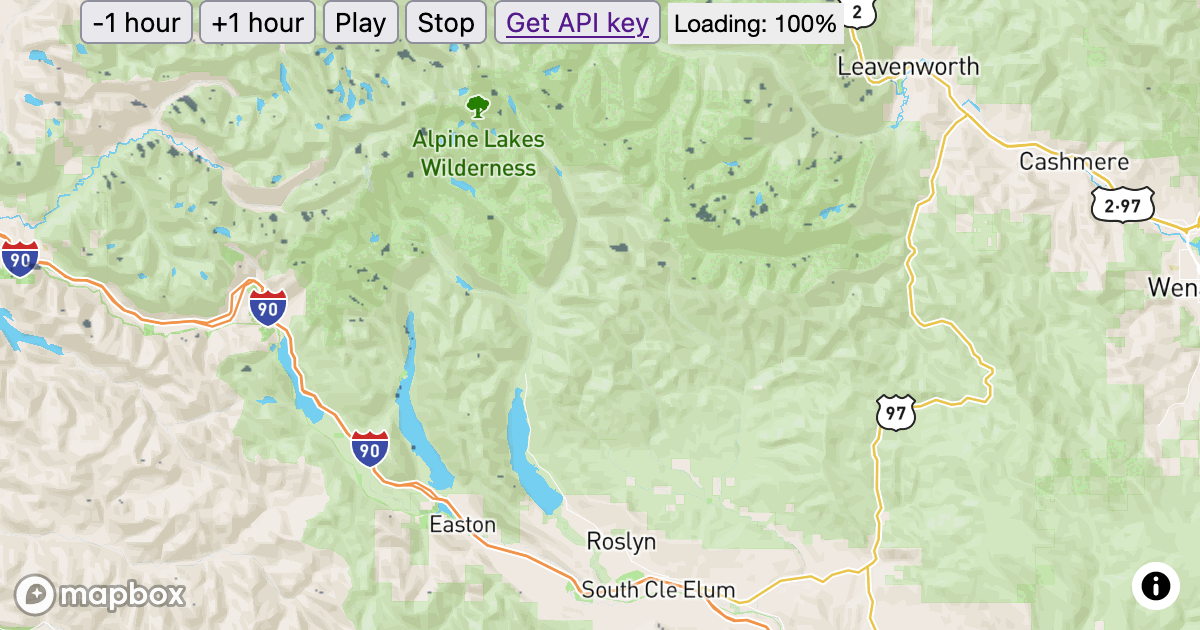 -1 hour
+1 hour
Play
Stop
Get API key
Loading: 100%
2
Leavenworth
Alpine Lakes
Wilderness
Cashmere
2·97
90
Wen
90
97
90
Easton
Roslyn
South Cle Elum
mapbox
i